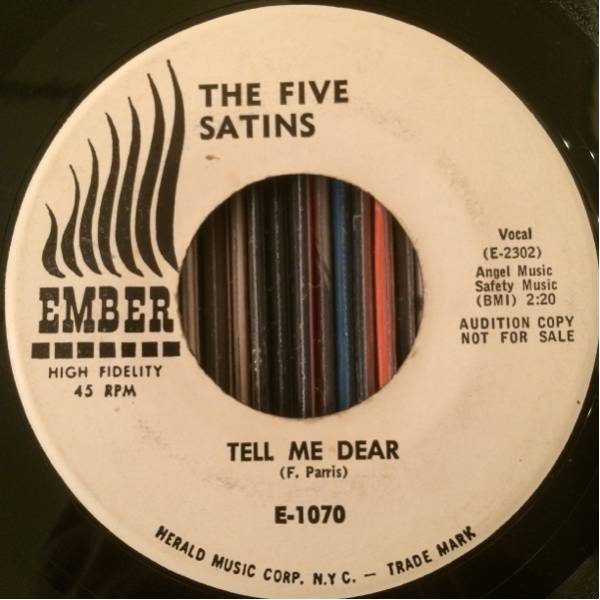 THE FIVE
SATINS
EMBER
HIGH FIDELITY
45 RPM
Vocal
(E-2302)
Angel Music
Safety Music
(BMI) 2:20
AUDITION COPY
NOT FOR SALE
TELL ME DEAR
(F. Parris)
E-1070
HERALD MUSIC CORP. N.Y C. — TRADE MARK